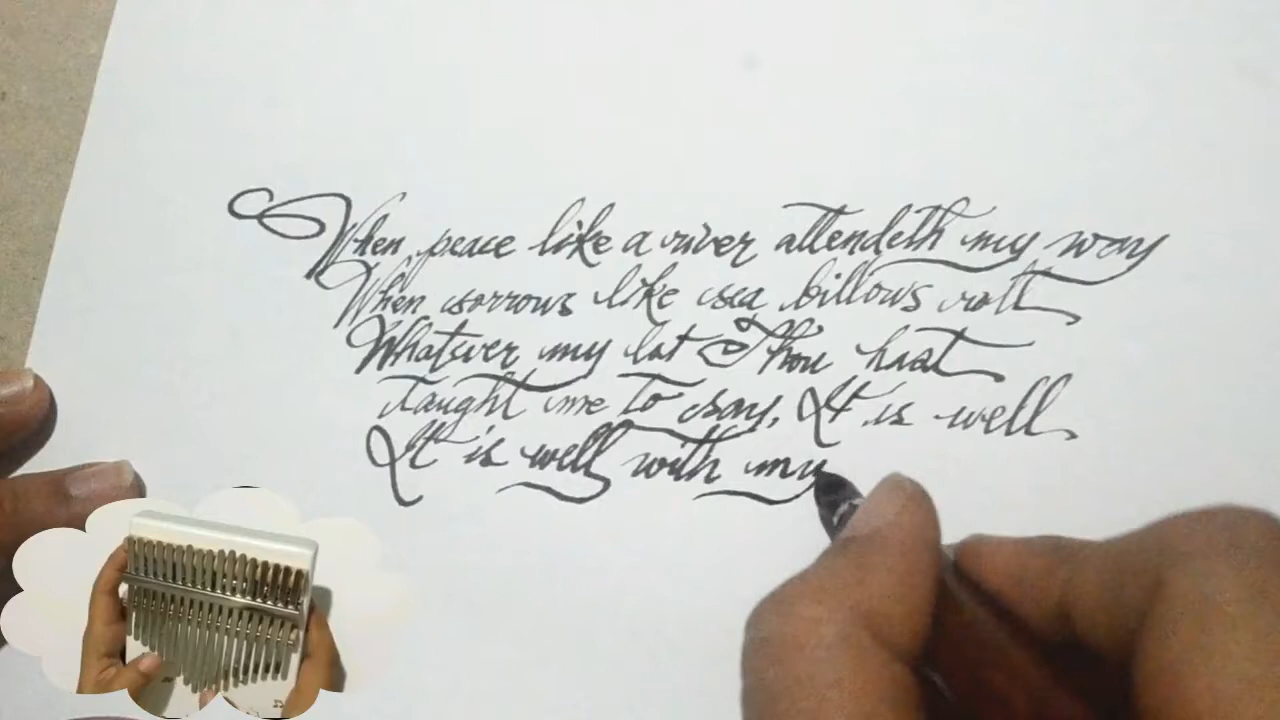 When peace like a river attendeth my way
When sorrows like sea billows roll
Whatever my lot Thou hast
taught me to say, It is well
It is well with my